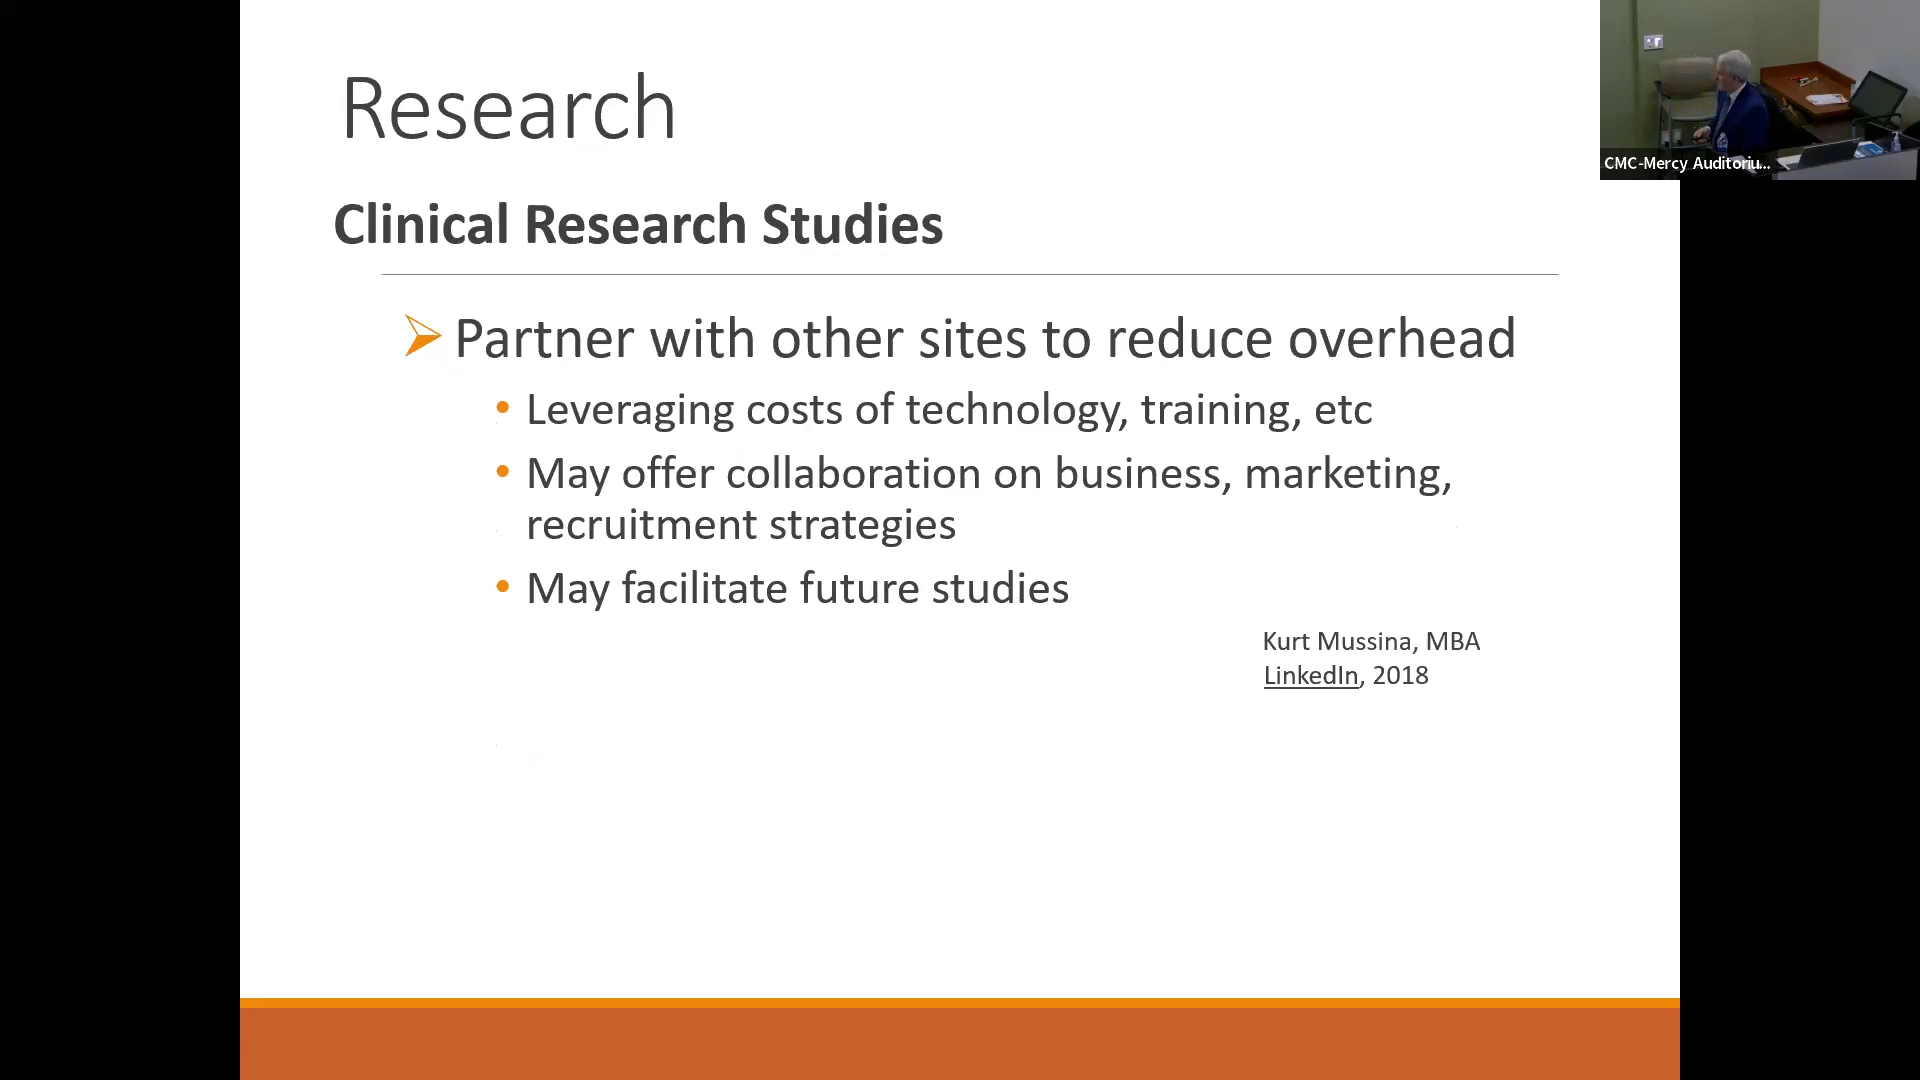 Research
Clinical Research Studies
Partner with other sites to reduce overhead
Leveraging costs of technology, training, etc
May offer collaboration on business, marketing,
recruitment strategies
May facilitate future studies
Kurt Mussina, MBA
LinkedIn, 2018
CMC-Mercy Auditoriu...